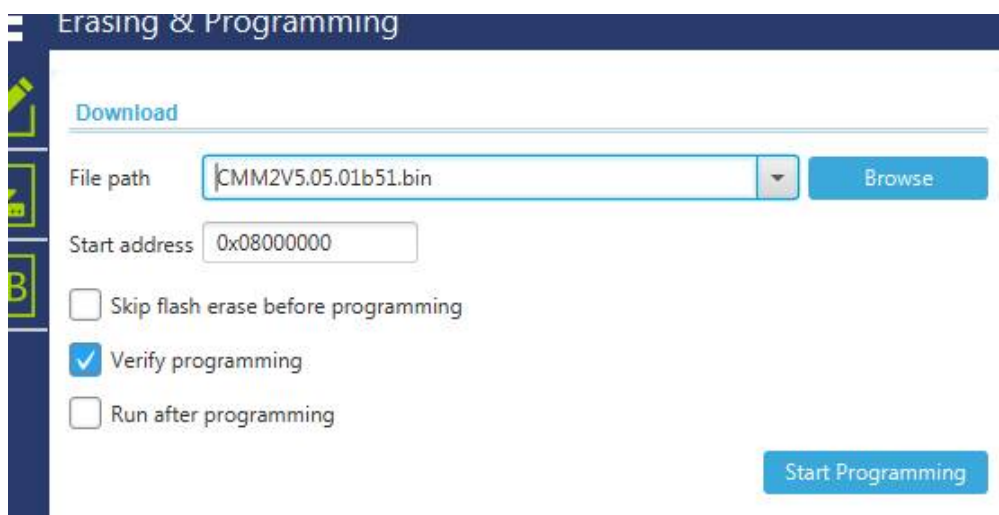 Erasing & Programming
Download
File path CMM2V5.05.01b51.bin Browse
Start address 0x08000000
Skip flash erase before programming
B
Verify programming
Run after programming
Start Programming